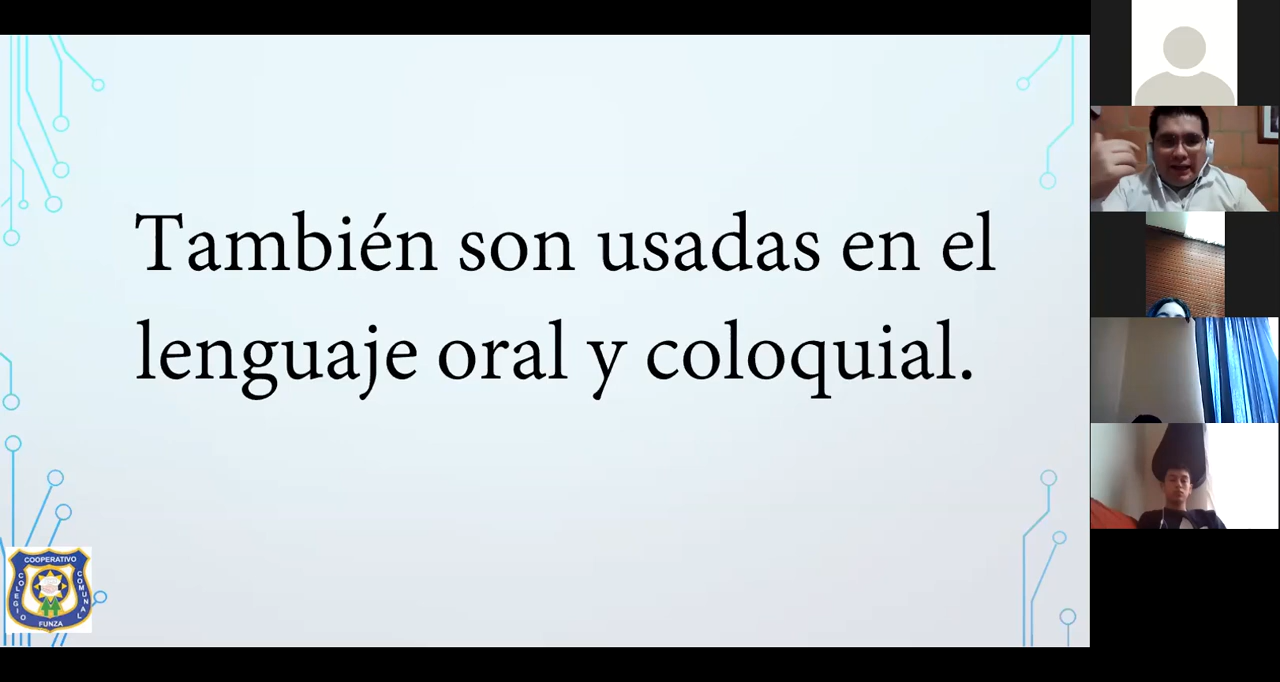 También son usadas en el
lenguaje oral y coloquial.
COOPERATIVO
COLEGIO
COMUNAL
FUNZA